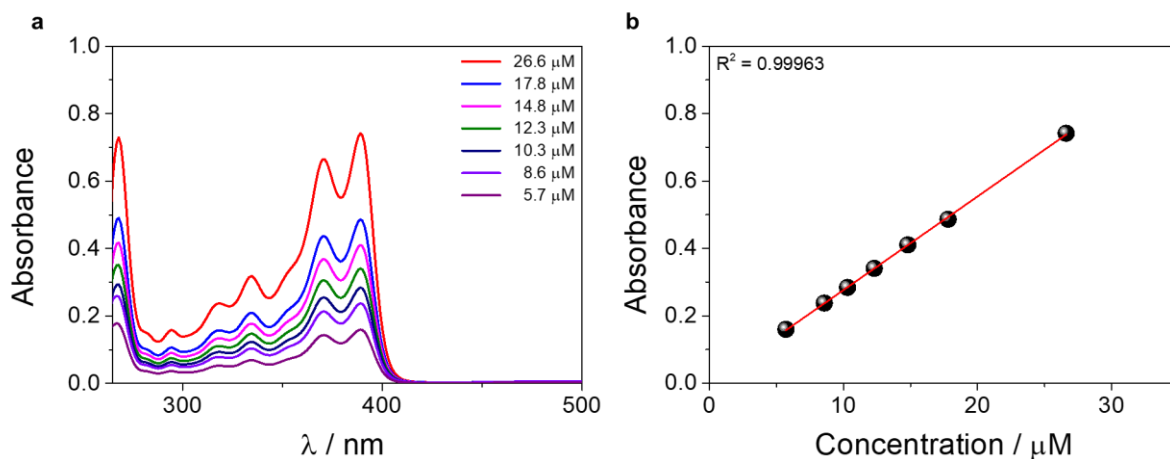 a
1.0
0.8
0.6
0.4
0.2
0.0
Absorbance
300
400
500
λ / nm
26.6 μM
17.8 μM
14.8 μM
12.3 μM
10.3 μM
8.6 μM
5.7 μM
b
R² = 0.99963
1.0
0.8
0.6
0.4
0.2
0.0
Absorbance
0
10
20
30
Concentration / μM